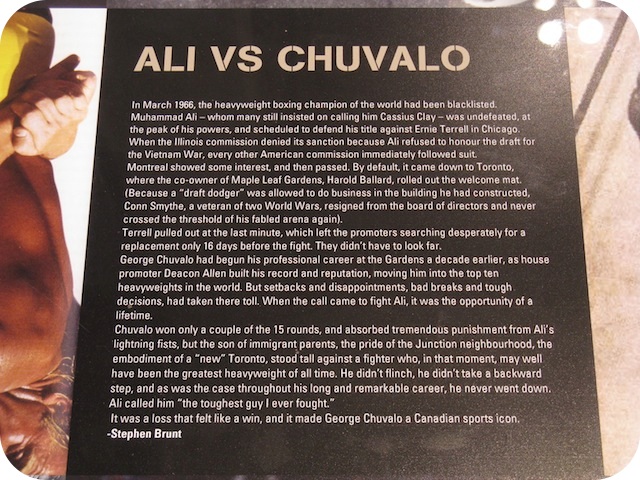 ALI VS CHUVALO
In March 1966, the heavyweight boxing champion of the world had been blacklisted.
Muhammad Ali – whom many still insisted on calling him Cassius Clay – was undefeated, at
the peak of his powers, and scheduled to defend his title against Ernie Terrell in Chicago.
When the Illinois commission denied its sanction because Ali refused to honour the draft for
the Vietnam War, every other American commission immediately followed suit.
Montreal showed some interest, and then passed. By default, it came down to Toronto,
where the co-owner of Maple Leaf Gardens, Harold Ballard, rolled out the welcome mat.
(Because a “draft dodger” was allowed to do business in the building he had constructed,
Conn Smythe, a veteran of two World Wars, resigned from the board of directors and never
crossed the threshold of his fabled arena again).
Terrell pulled out at the last minute, which left the promoters searching desperately for a
replacement only 16 days before the fight. They didn’t have to look far.
George Chuvalo had begun his professional career at the Gardens a decade earlier, as house
promoter Deacon Allen built his record and reputation, moving him into the top ten
heavyweights in the world. But setbacks and disappointments, bad breaks and tough
decisions, had taken there toll. When the call came to fight Ali, it was the opportunity of a
lifetime.
Chuvalo won only a couple of the 15 rounds, and absorbed tremendous punishment from Ali’s
lightning fists, but the son of immigrant parents, the pride of the Junction neighbourhood, the
embodiment of a “new” Toronto, stood tall against a fighter who, in that moment, may well
have been the greatest heavyweight of all time. He didn’t flinch, he didn’t take a backward
step, and as was the case throughout his long and remarkable career, he never went down.
Ali called him “the toughest guy I ever fought.”
It was a loss that felt like a win, and it made George Chuvalo a Canadian sports icon.
-Stephen Brunt